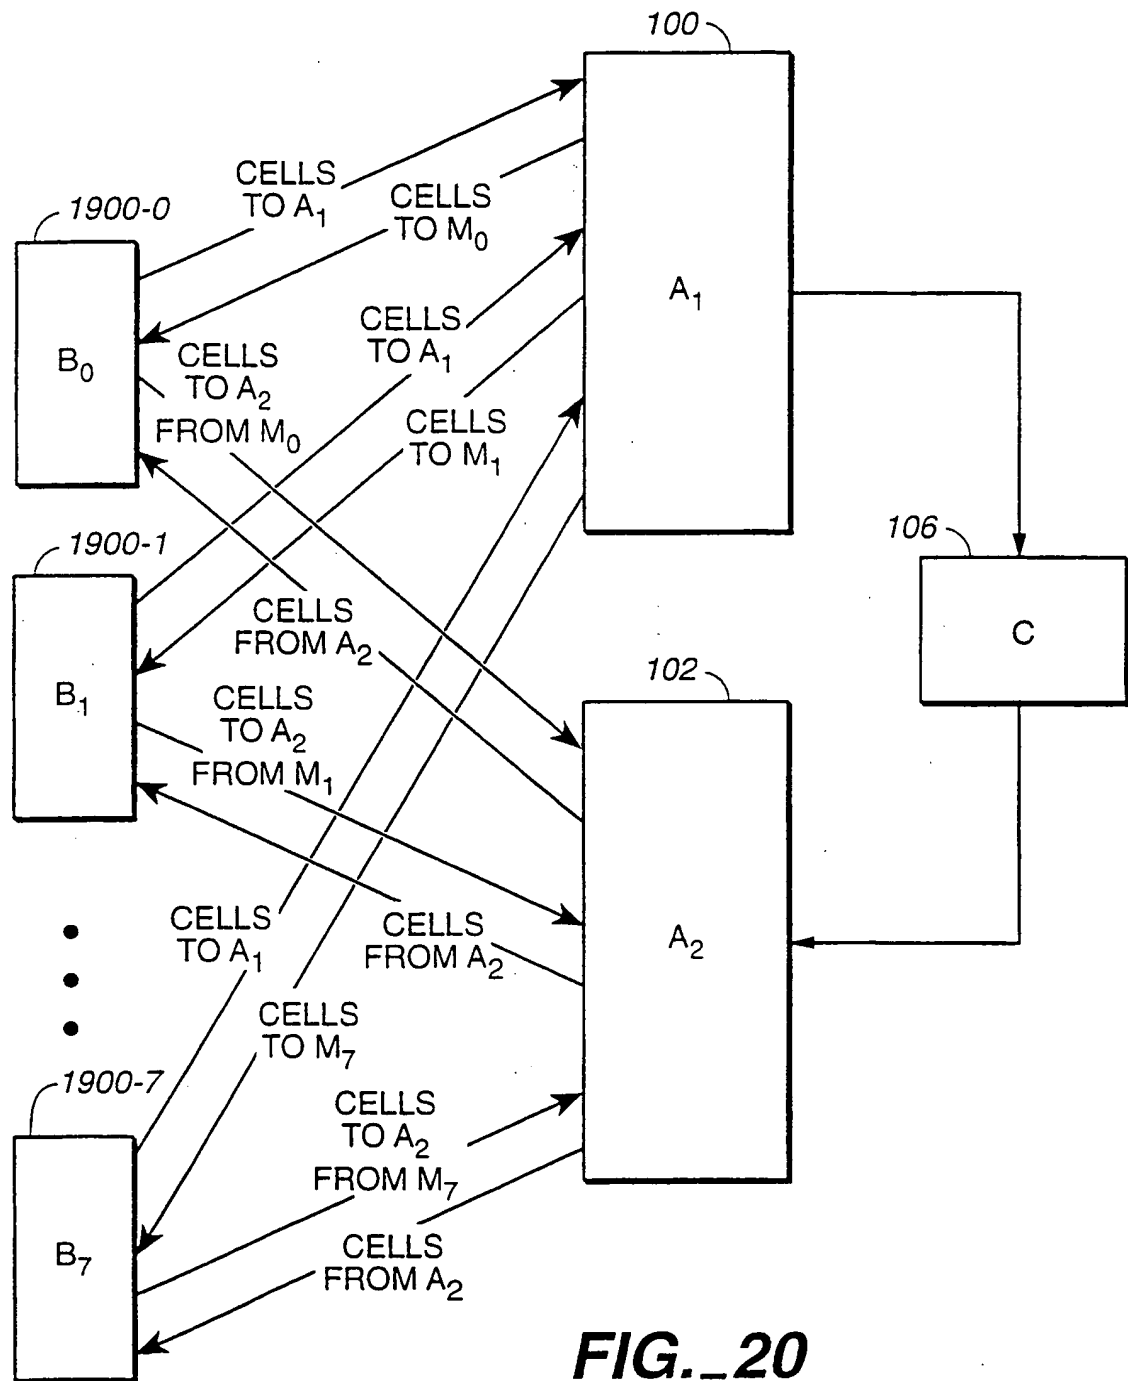 100
CELLS
TO A₁
CELLS
TO M₀
1900-0
B₀
A₁
CELLS
TO A₁
CELLS
TO A₂
FROM M₀
CELLS
TO M₁
106
C
1900-1
B₁
CELLS
FROM A₂
102
CELLS
TO A₂
FROM M₁
A₂
CELLS
TO A₁
CELLS
FROM A₂
CELLS
TO M₇
1900-7
B₇
CELLS
TO A₂
FROM M₇
CELLS
FROM A₂
FIG._20